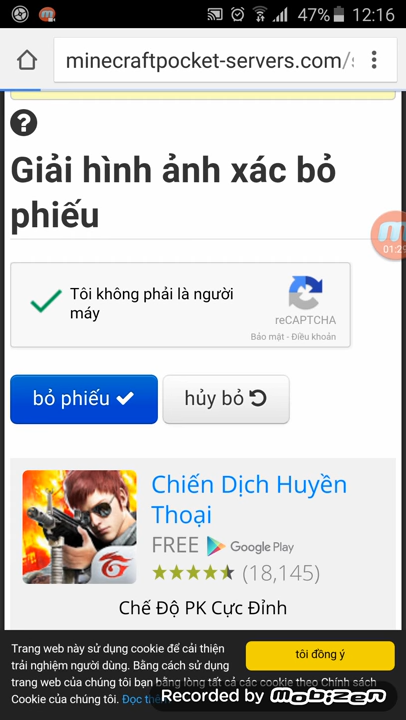 47% 12:16
minecraftpocket-servers.com/
?
Giải hình ảnh xác bỏ
phiếu
01:29
Tôi không phải là người
máy
reCAPTCHA
Bảo mật - Điều khoản
bỏ phiếu
hủy bỏ
Chiến Dịch Huyền
Thoại
FREE Google Play
(18,145)
Chế Độ PK Cực Đỉnh
Trang web này sử dụng cookie để cải thiện
trải nghiệm người dùng. Bằng cách sử dụng
trang web của chúng tôi bạn bằng lòng tất cả các cookie theo Chính sách
Cookie của chúng tôi. Đọc
tôi đồng ý
Recorded by mobizen